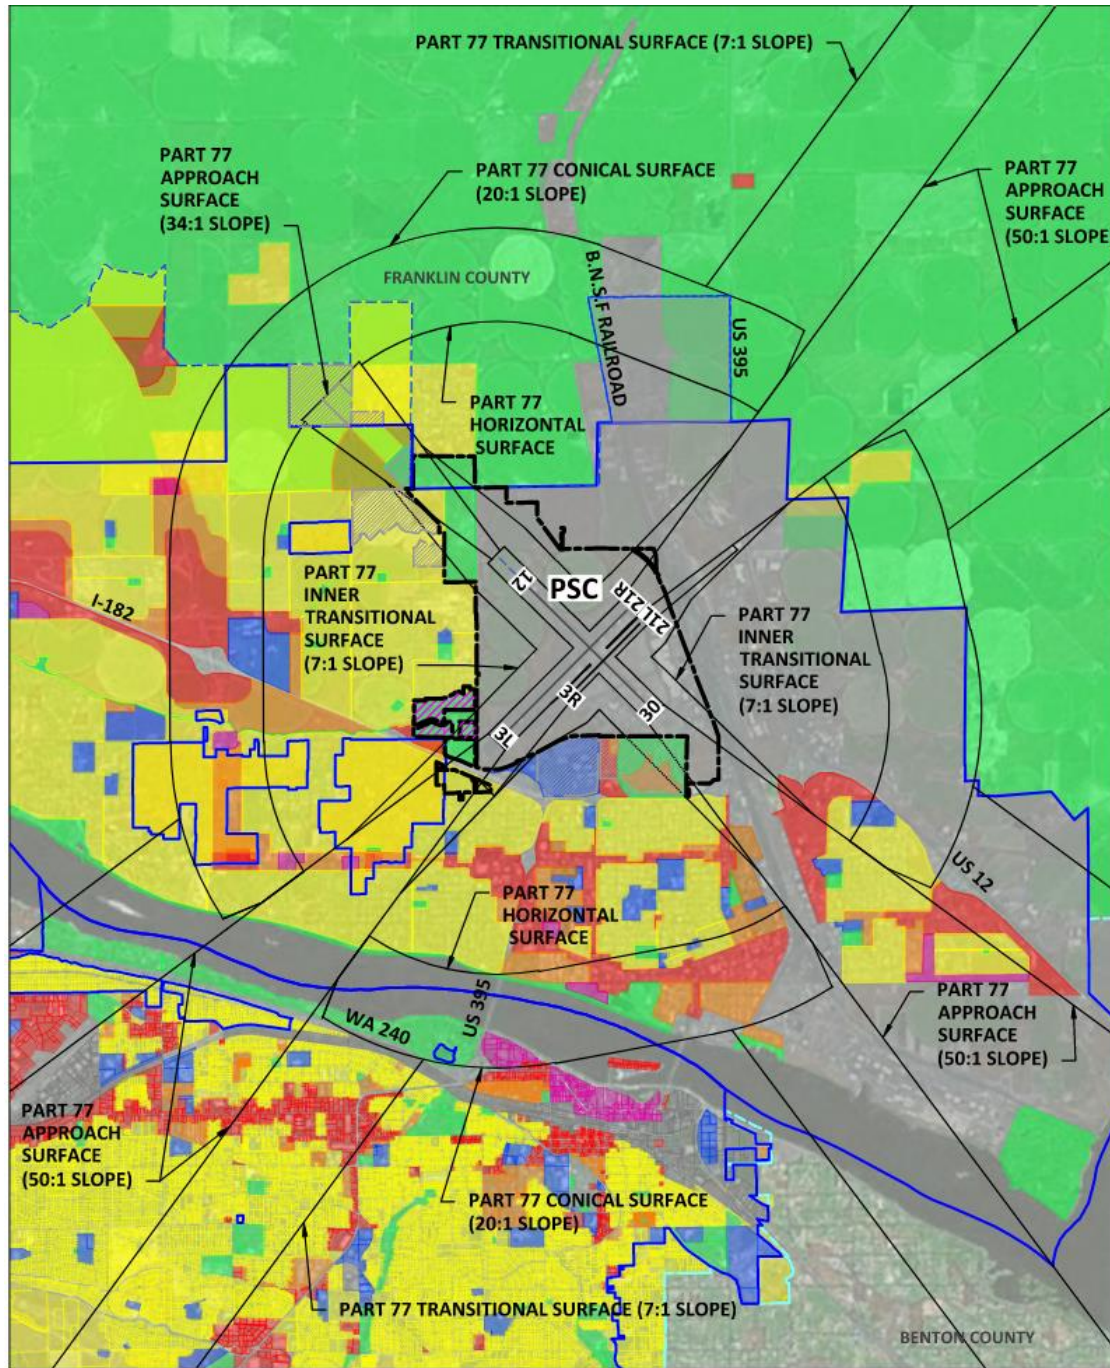 PART 77 TRANSITIONAL SURFACE (7:1 SLOPE)
PART 77
APPROACH
SURFACE
(34:1 SLOPE)
PART 77 CONICAL SURFACE
(20:1 SLOPE)
PART 77
APPROACH
SURFACE
(50:1 SLOPE
FRANKLIN COUNTY
B.N.S.F RAILROAD
US 395
PART 77
HORIZONTAL
SURFACE
I-182
PART 77
INNER
TRANSITIONAL
SURFACE
(7:1 SLOPE)
12
PSC
21L 21R
PART 77
INNER
TRANSITIONAL
SURFACE
(7:1 SLOPE)
3R
30
3L
US 12
PART 77
HORIZONTAL
SURFACE
WA 240
US 395
PART 77
APPROACH
SURFACE
(50:1 SLOPE)
PART 77
APPROACH
SURFACE
(50:1 SLOPE)
PART 77 CONICAL SURFACE
(20:1 SLOPE)
PART 77 TRANSITIONAL SURFACE (7:1 SLOPE)
BENTON COUNTY